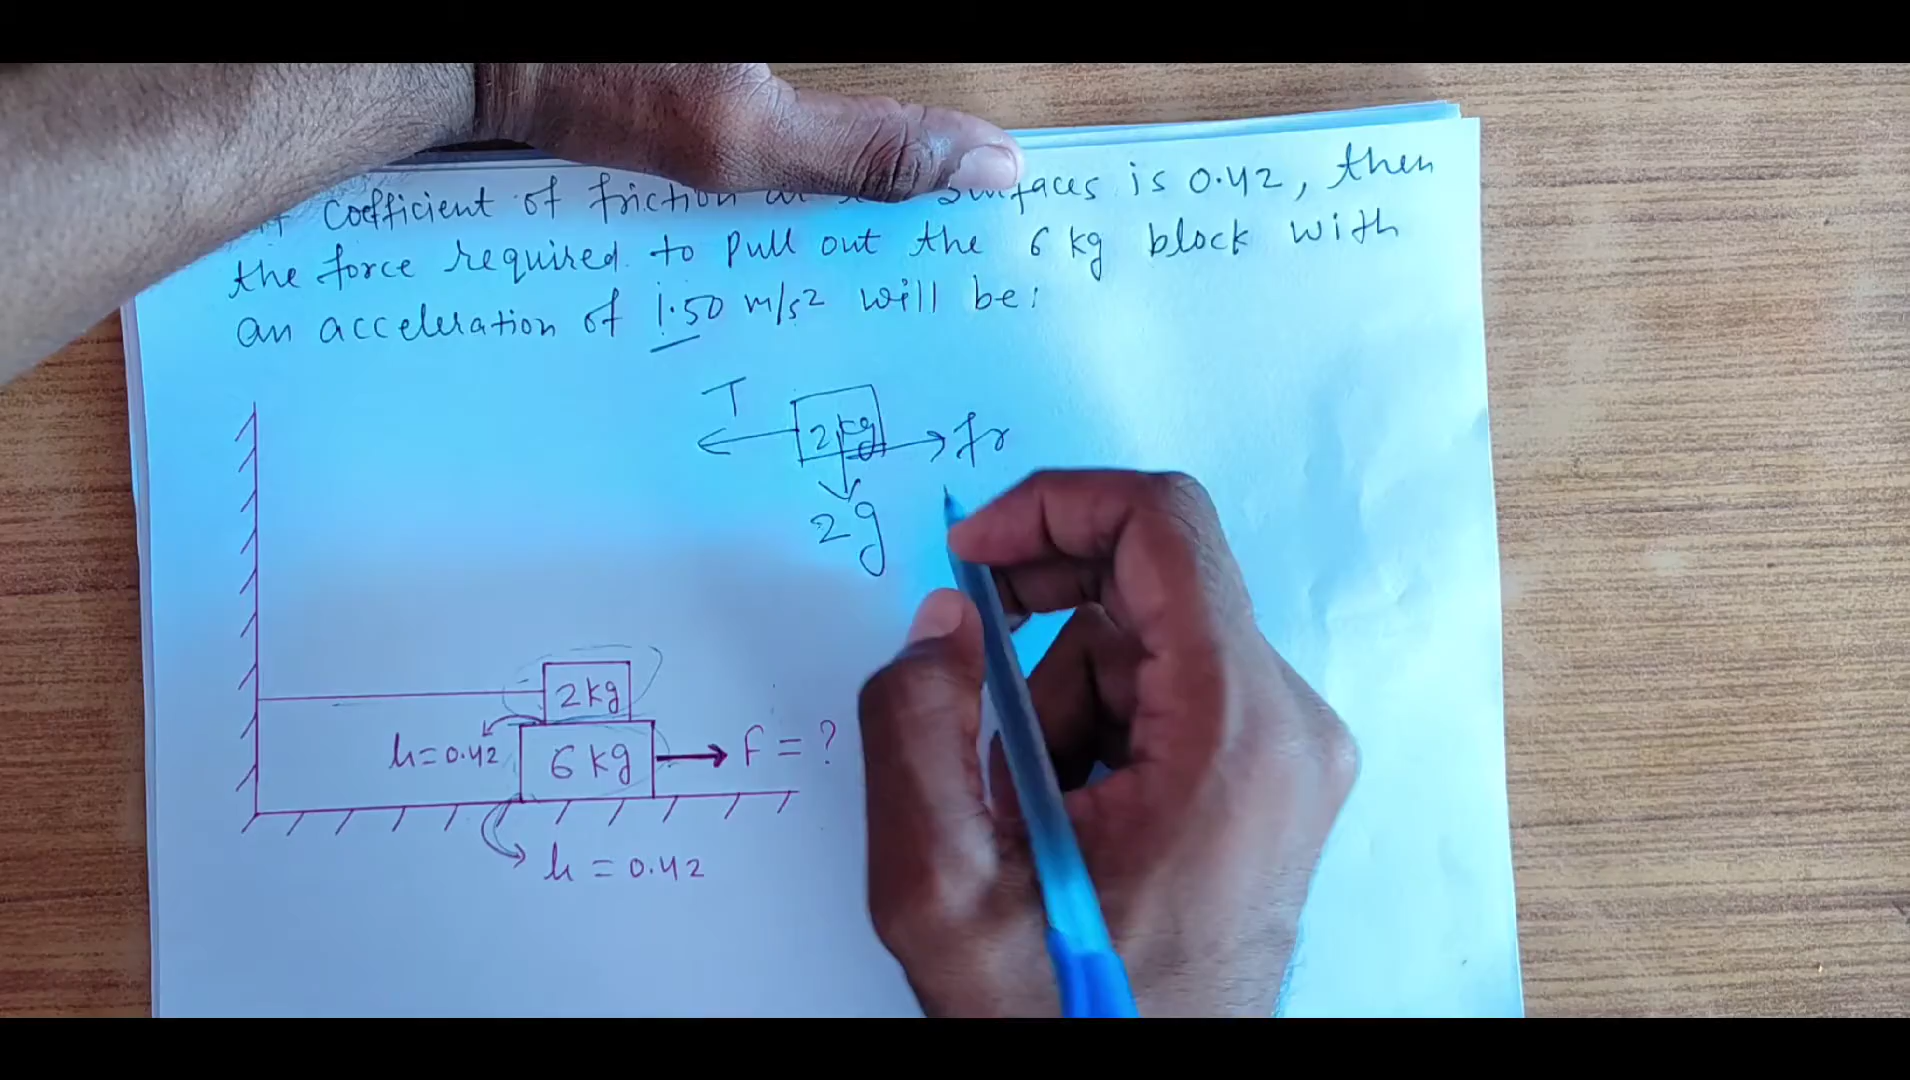 coefficient of friction surfaces is 0.42, then
the force required to pull out the 6 kg block with
an acceleration of 1.50 m/s2 will be:
T
2kg
fr
2g
2kg
μ=0.42
6 kg
F = ?
μ = 0.42